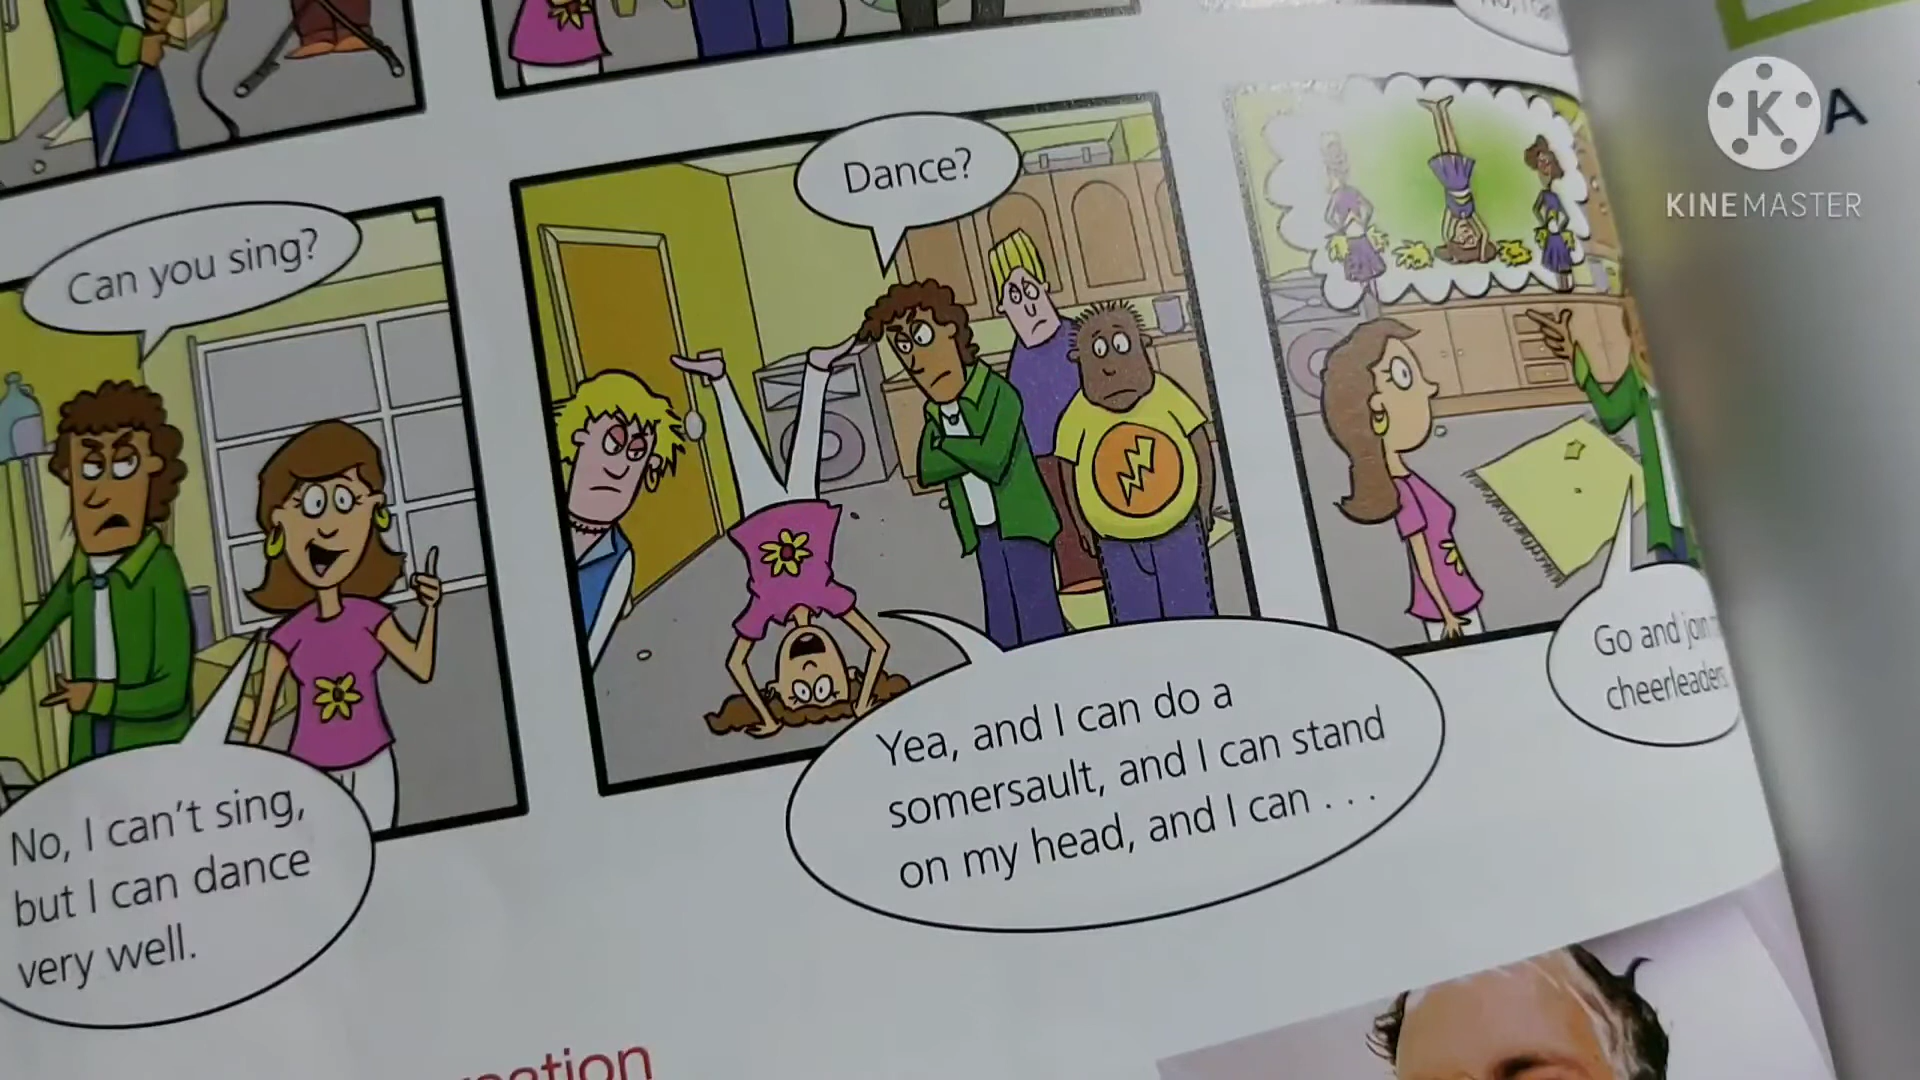 Can you sing?
No, I can't sing,
but I can dance
very well.
Dance?
Yea, and I can do a
somersault, and I can stand
on my head, and I can . . .
Go and join
cheerleaders
A
KINEMASTER